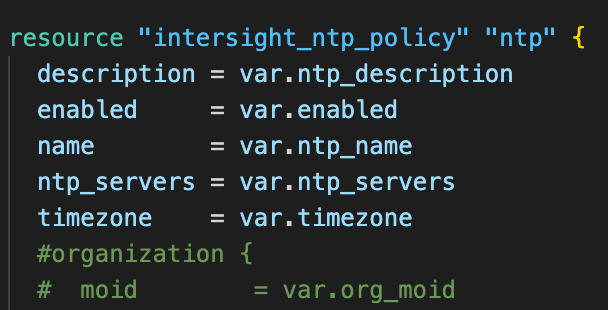 resource "intersight_ntp_policy" "ntp" {
  description = var.ntp_description
  enabled     = var.enabled
  name        = var.ntp_name
  ntp_servers = var.ntp_servers
  timezone    = var.timezone
  #organization {
  #  moid        = var.org_moid